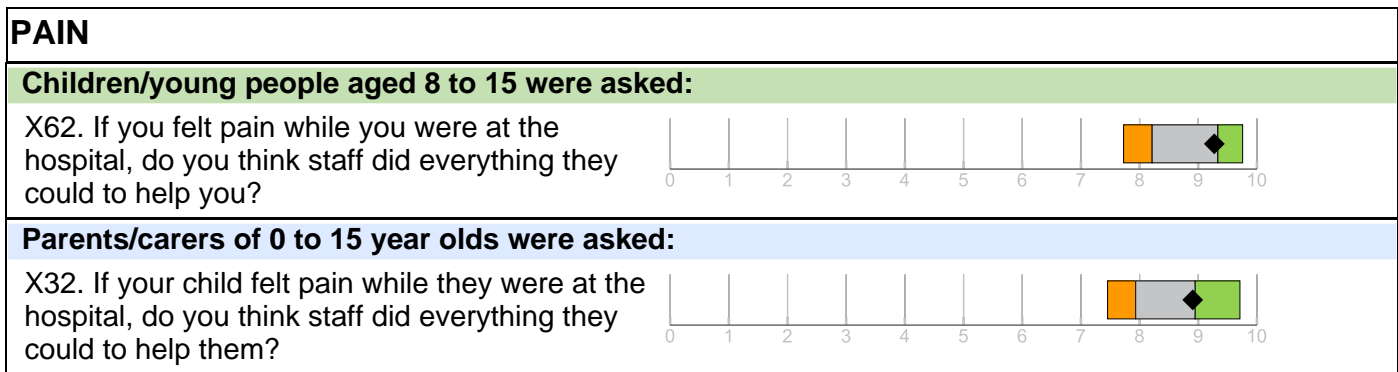 PAIN
Children/young people aged 8 to 15 were asked:
X62. If you felt pain while you were at the
hospital, do you think staff did everything they
could to help you?
0 1 2 3 4 5 6 7 8 9 10
Parents/carers of 0 to 15 year olds were asked:
X32. If your child felt pain while they were at the
hospital, do you think staff did everything they
could to help them?
0 1 2 3 4 5 6 7 8 9 10